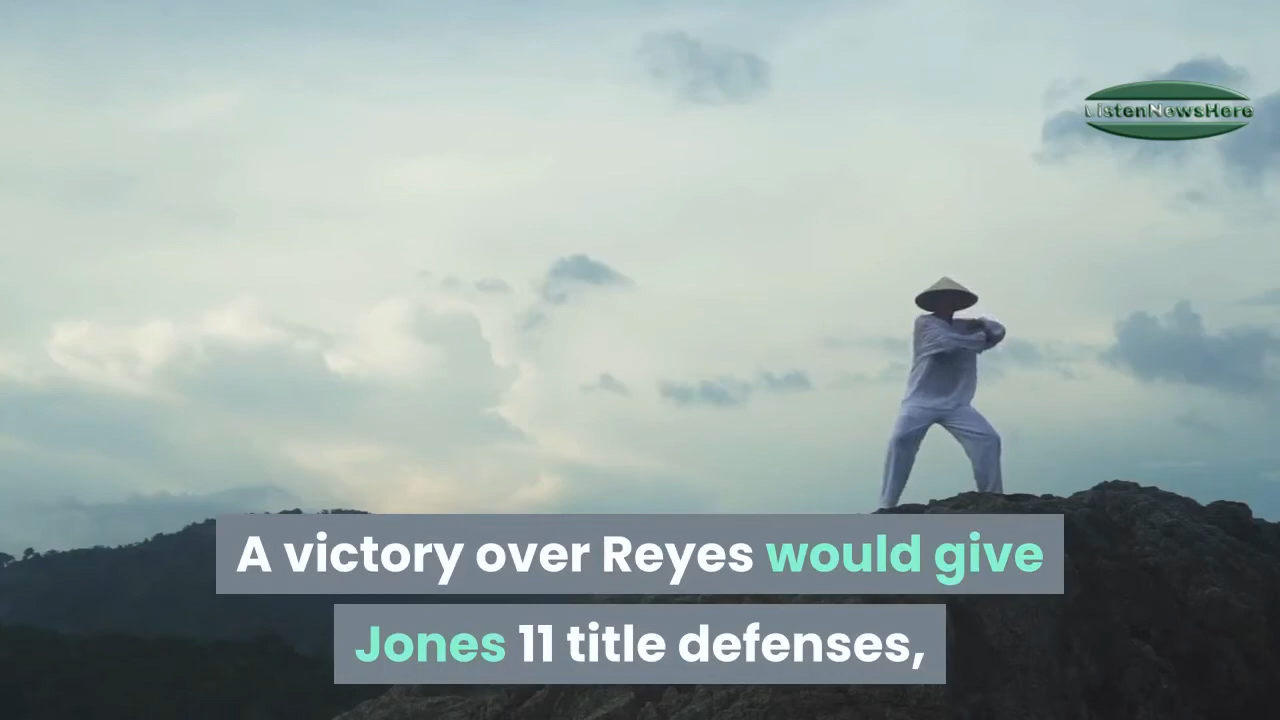 ListenNewsHere
A victory over Reyes would give
Jones 11 title defenses,